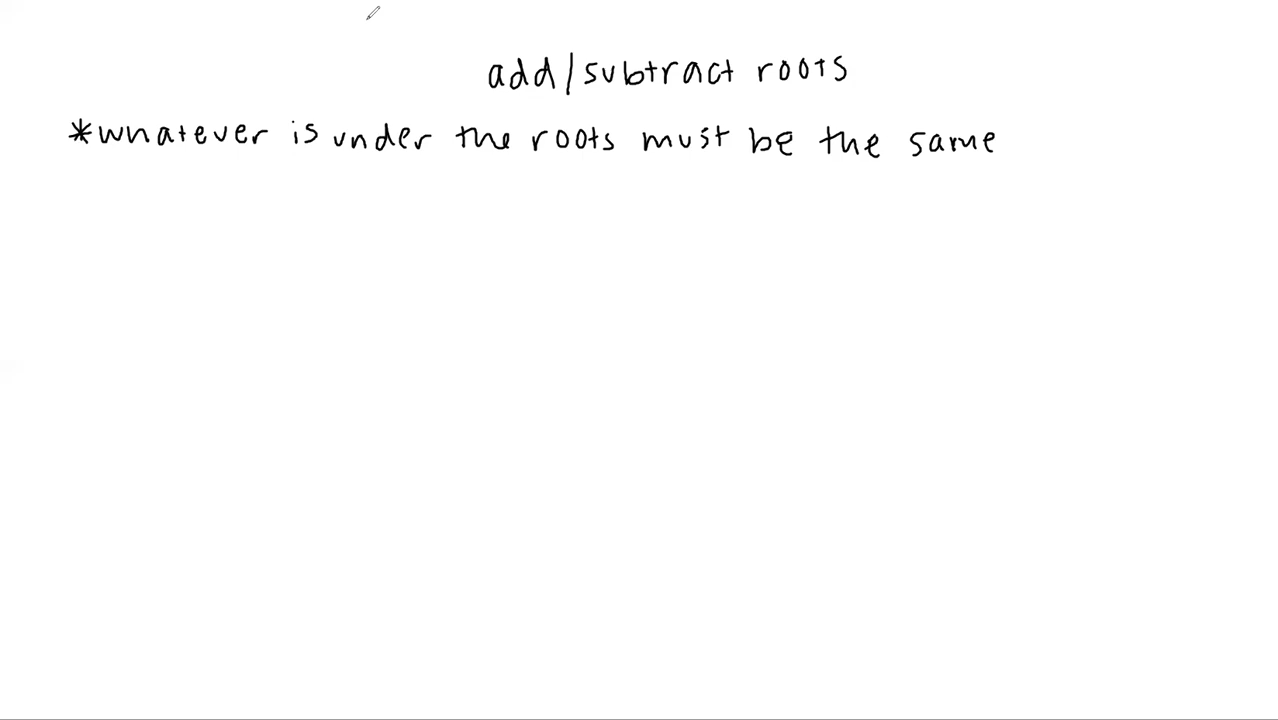 add/subtract roots
*whatever is under the roots must be the same